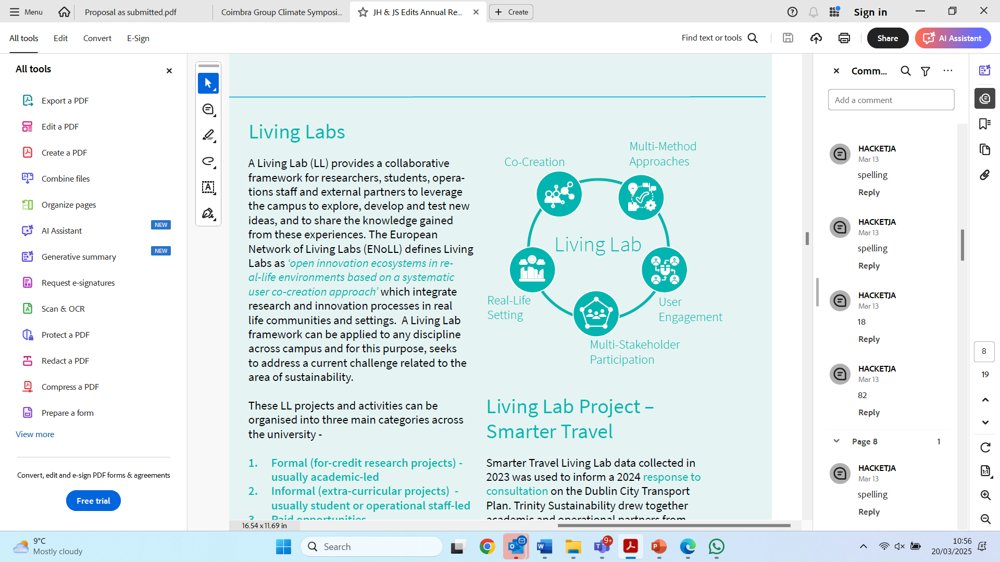 Menu
Proposal as submitted.pdf
Coimbra Group Climate Symposi...
JH & JS Edits Annual Re...
Create
Sign in
All tools
Edit
Convert
E-Sign
Find text or tools
Share
AI Assistant
All tools
Export a PDF
Edit a PDF
Create a PDF
Combine files
Organize pages
AI Assistant
NEW
Generative summary
NEW
Request e-signatures
Scan & OCR
Protect a PDF
Redact a PDF
Compress a PDF
Prepare a form
View more
Convert, edit and e-sign PDF forms & agreements
Free trial
Living Labs
A Living Lab (LL) provides a collaborative
framework for researchers, students, opera-
tions staff and external partners to leverage
the campus to explore, develop and test new
ideas, and to share the knowledge gained
from these experiences. The European
Network of Living Labs (ENoLL) defines Living
Labs as ‘open innovation ecosystems in re-
al-life environments based on a systematic
user co-creation approach’ which integrate
research and innovation processes in real
life communities and settings. A Living Lab
framework can be applied to any discipline
across campus and for this purpose, seeks
to address a current challenge related to the
area of sustainability.
These LL projects and activities can be
organised into three main categories across
the university -
1. Formal (for-credit research projects) -
usually academic-led
2. Informal (extra-curricular projects) -
usually student or operational staff-led
3. Paid opportunities
Co-Creation
Multi-Method
Approaches
Living Lab
Real-Life
Setting
User
Engagement
Multi-Stakeholder
Participation
Living Lab Project –
Smarter Travel
Smarter Travel Living Lab data collected in
2023 was used to inform a 2024 response to
consultation on the Dublin City Transport
Plan. Trinity Sustainability drew together
academic and operational partners from
16.54 x 11.69 in
Comm...
Add a comment
HACKETJA
Mar 13
spelling
Reply
HACKETJA
Mar 13
spelling
Reply
HACKETJA
Mar 13
18
Reply
HACKETJA
Mar 13
82
Reply
Page 8
1
HACKETJA
Mar 13
spelling
Reply
8
19
1:1
9°C
Mostly cloudy
Search
9+
10:56
20/03/2025